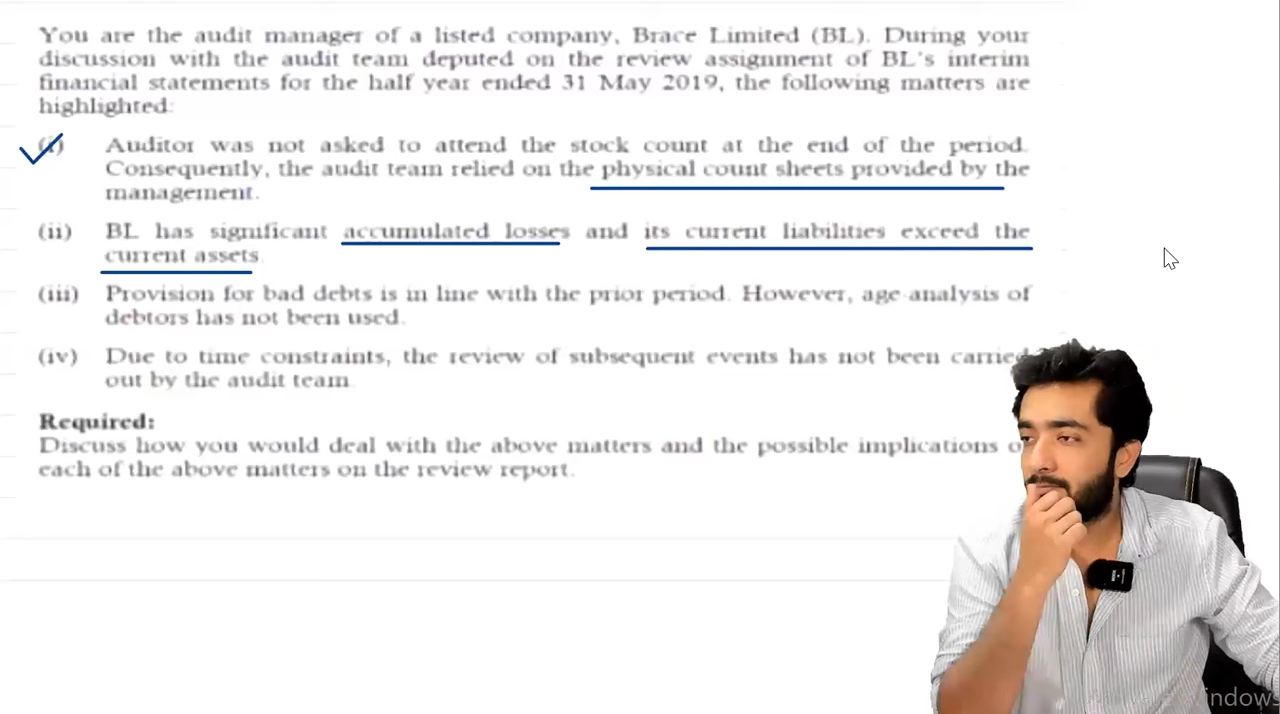 You are the audit manager of a listed company, Brace Limited (BL). During your
discussion with the audit team deputed on the review assignment of BL's interim
financial statements for the half year ended 31 May 2019, the following matters are
highlighted:
(i) Auditor was not asked to attend the stock count at the end of the period.
Consequently, the audit team relied on the physical count sheets provided by the
management.
(ii) BL has significant accumulated losses and its current liabilities exceed the
current assets.
(iii) Provision for bad debts is in line with the prior period. However, age analysis of
debtors has not been used.
(iv) Due to time constraints, the review of subsequent events has not been carried
out by the audit team.
Required:
Discuss how you would deal with the above matters and the possible implications
each of the above matters on the review report.